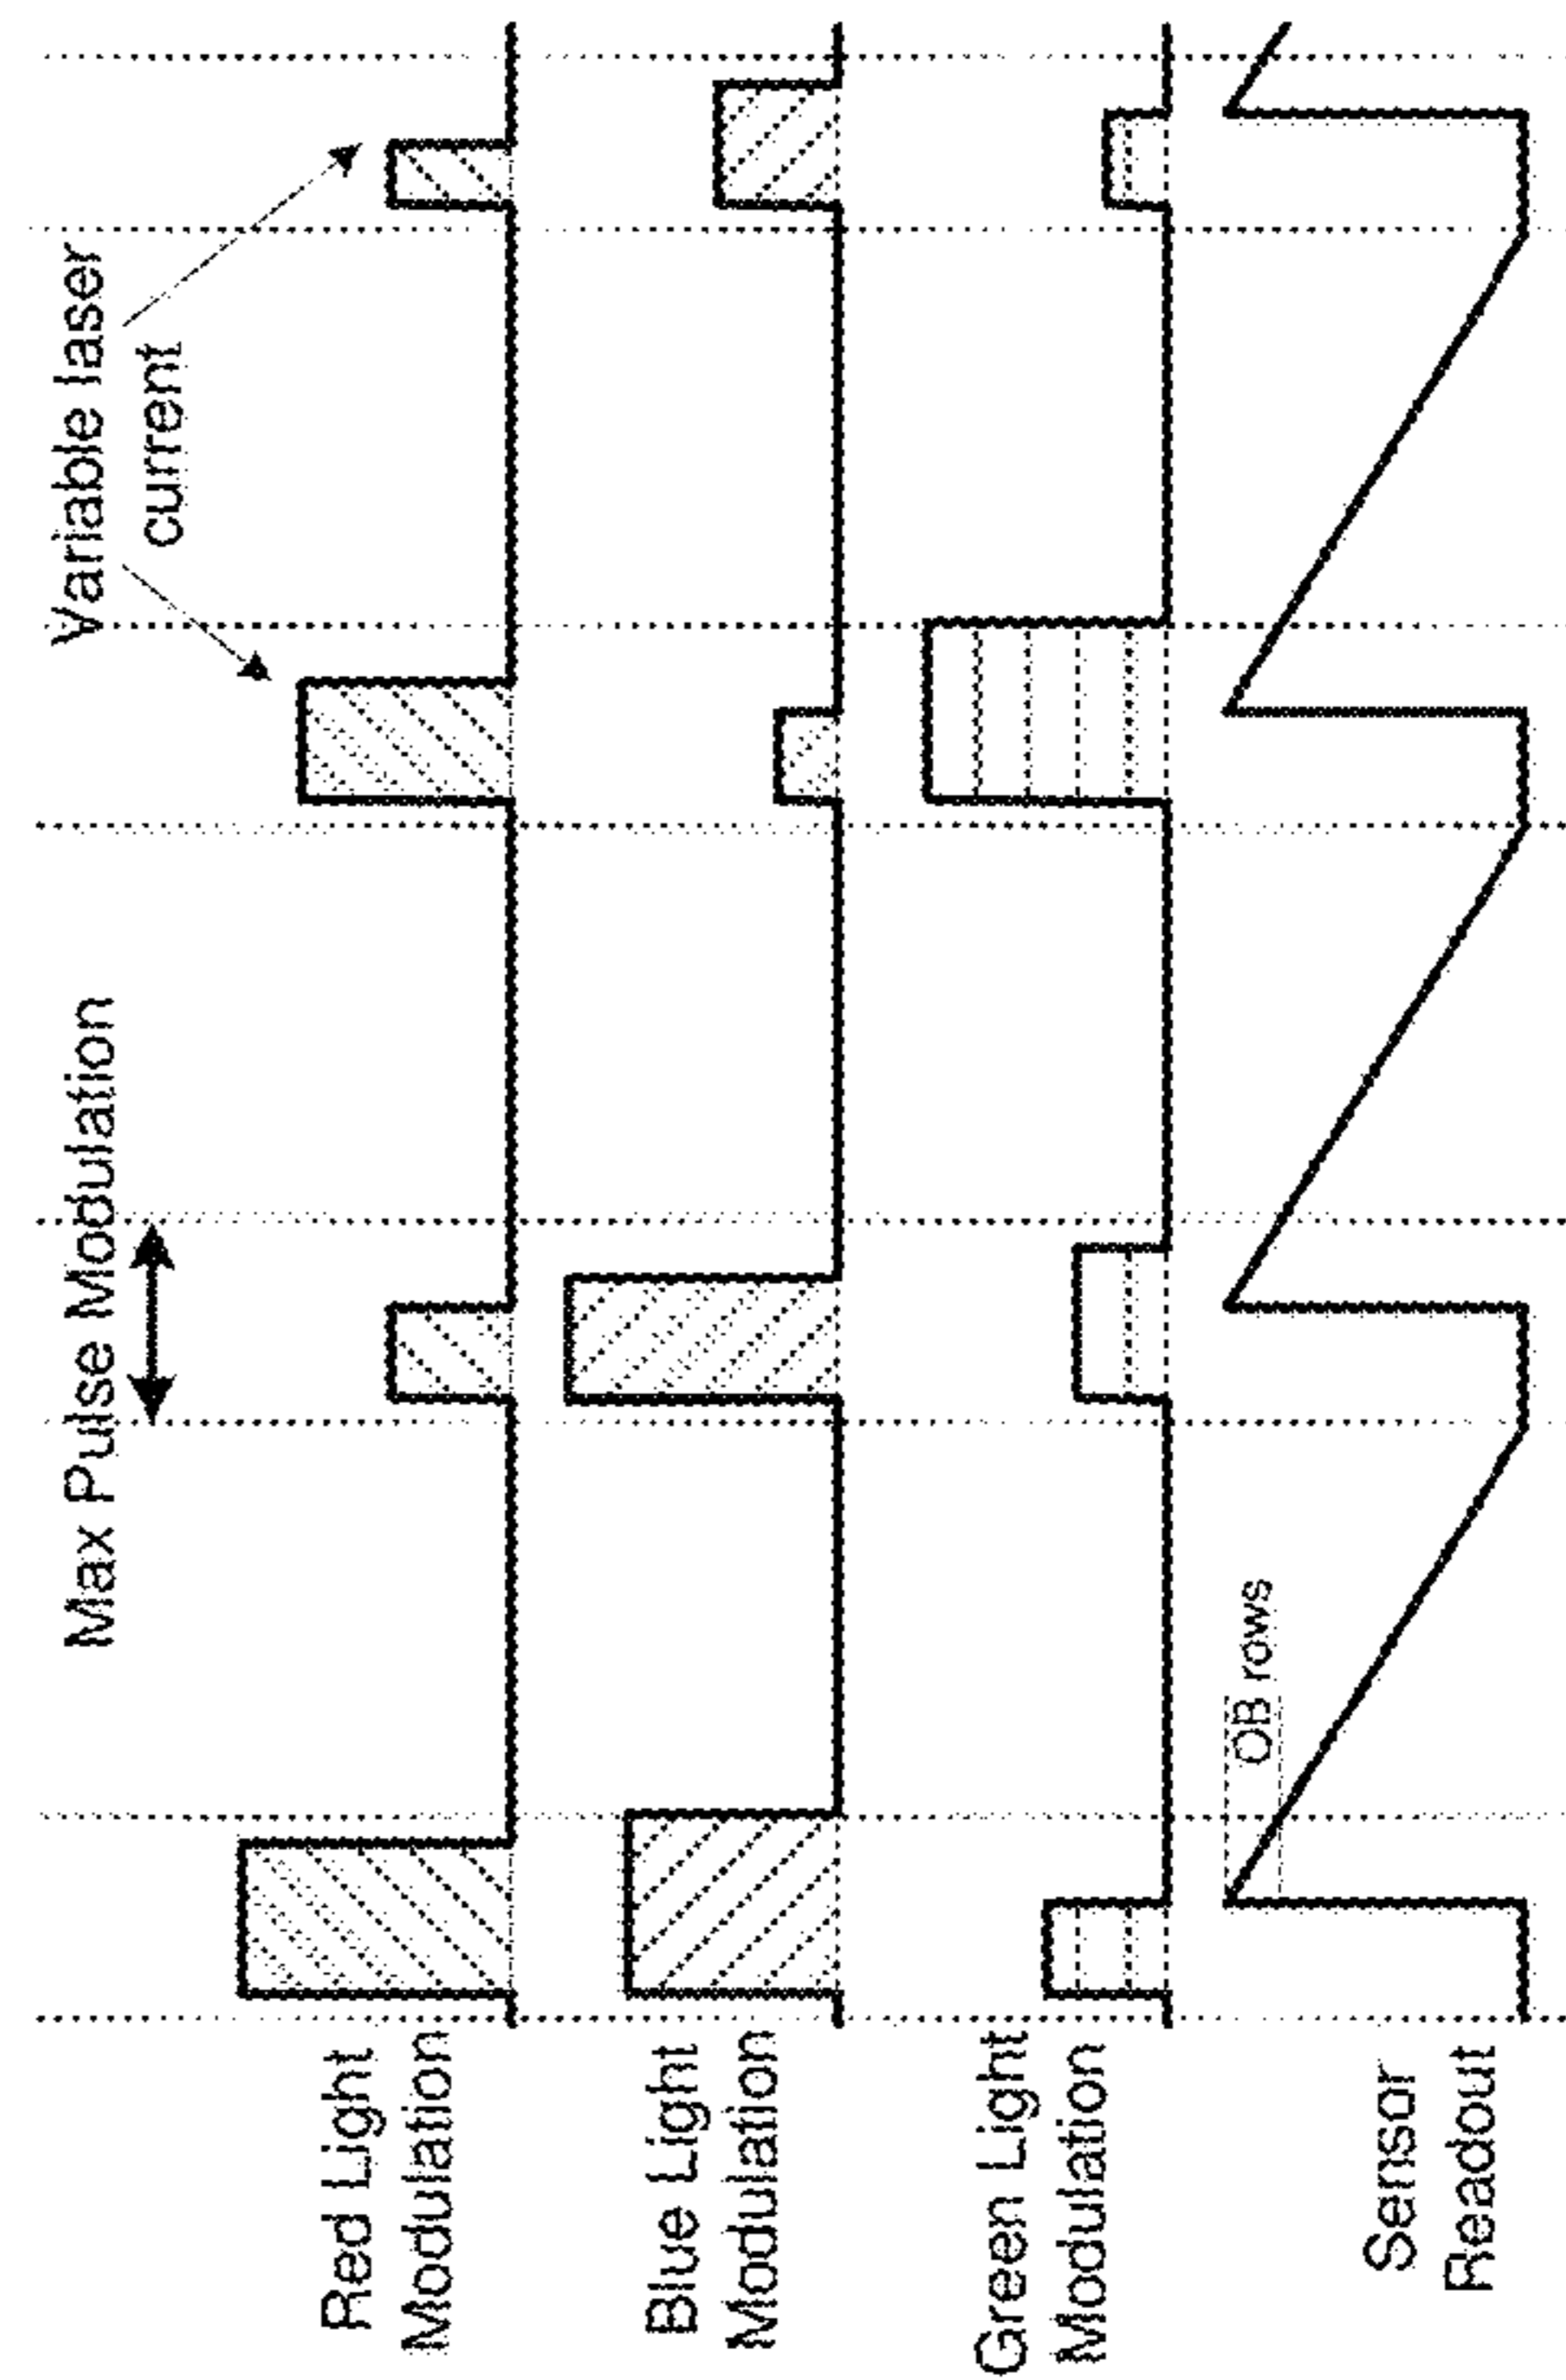 Max Pulse Modulation
Variable laser
current
Red Light
Modulation
Blue Light
Modulation
Green Light
Modulation
OB rows
Sensor
Readout